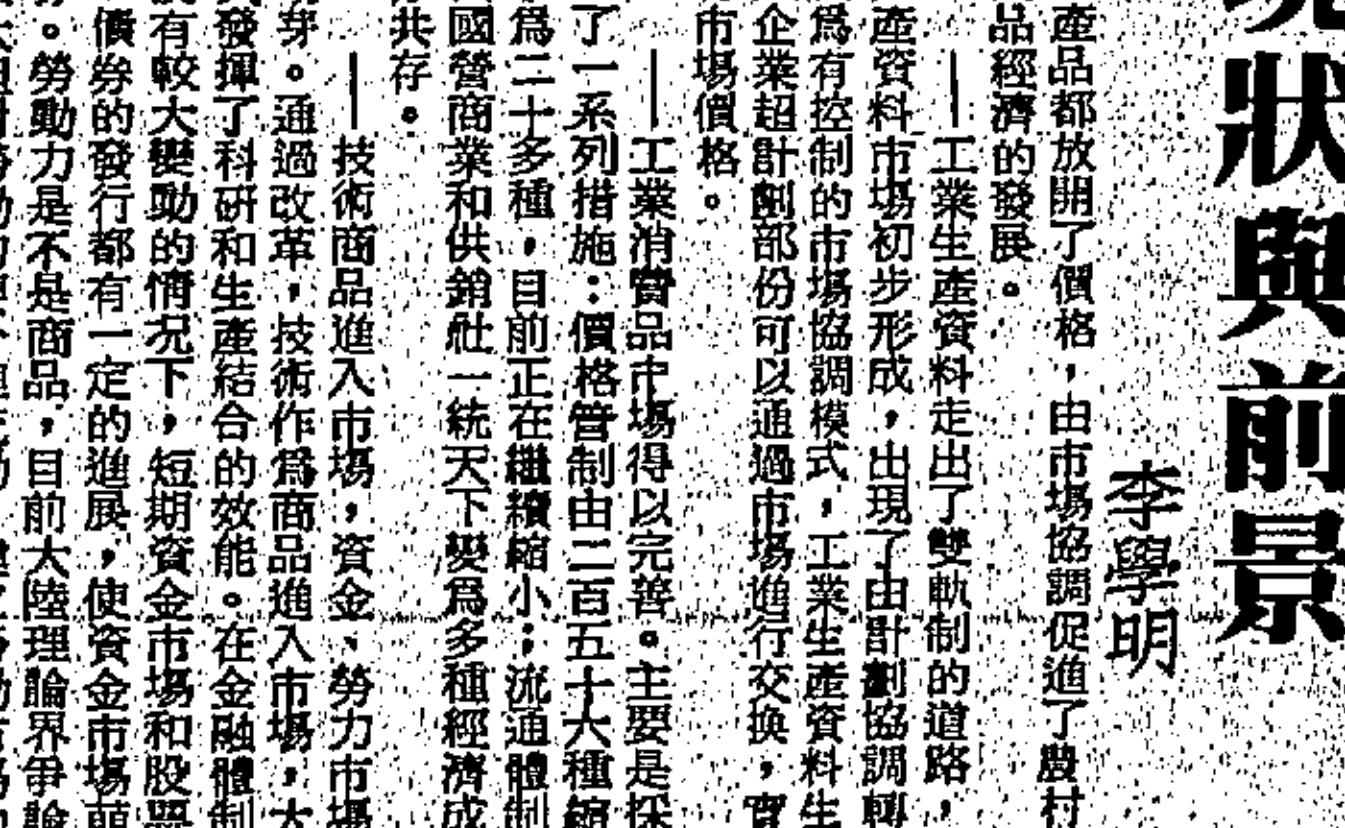 狀與前景
李學明
產品都放開了價格，由市場協調促進了農村
品經濟的發展。
——工業生產資料走出了雙軌制的道路，
產資料市場初步形成，出現了由計劃協調轉
爲有控制的市場協調模式，工業生產資料生
企業超計劃部份可以通過市場進行交換，實
市場價格。
——工業消費品市場得以完善。主要是採
了一系列措施：價格管制由二百五十六種縮
爲二十多種，目前正在繼續縮小；流通體制
國營商業和供銷社一統天下變爲多種經濟成
共存。
——技術商品進入市場，資金、勞力市場
芽。通過改革，技術作爲商品進入市場，大
發揮了科研和生產結合的效能。在金融體制
有較大變動的情况下，短期資金市場和股票
價券的發行都有一定的進展，使資金市場萌
。勞動力是不是商品，目前大陸理論界爭論